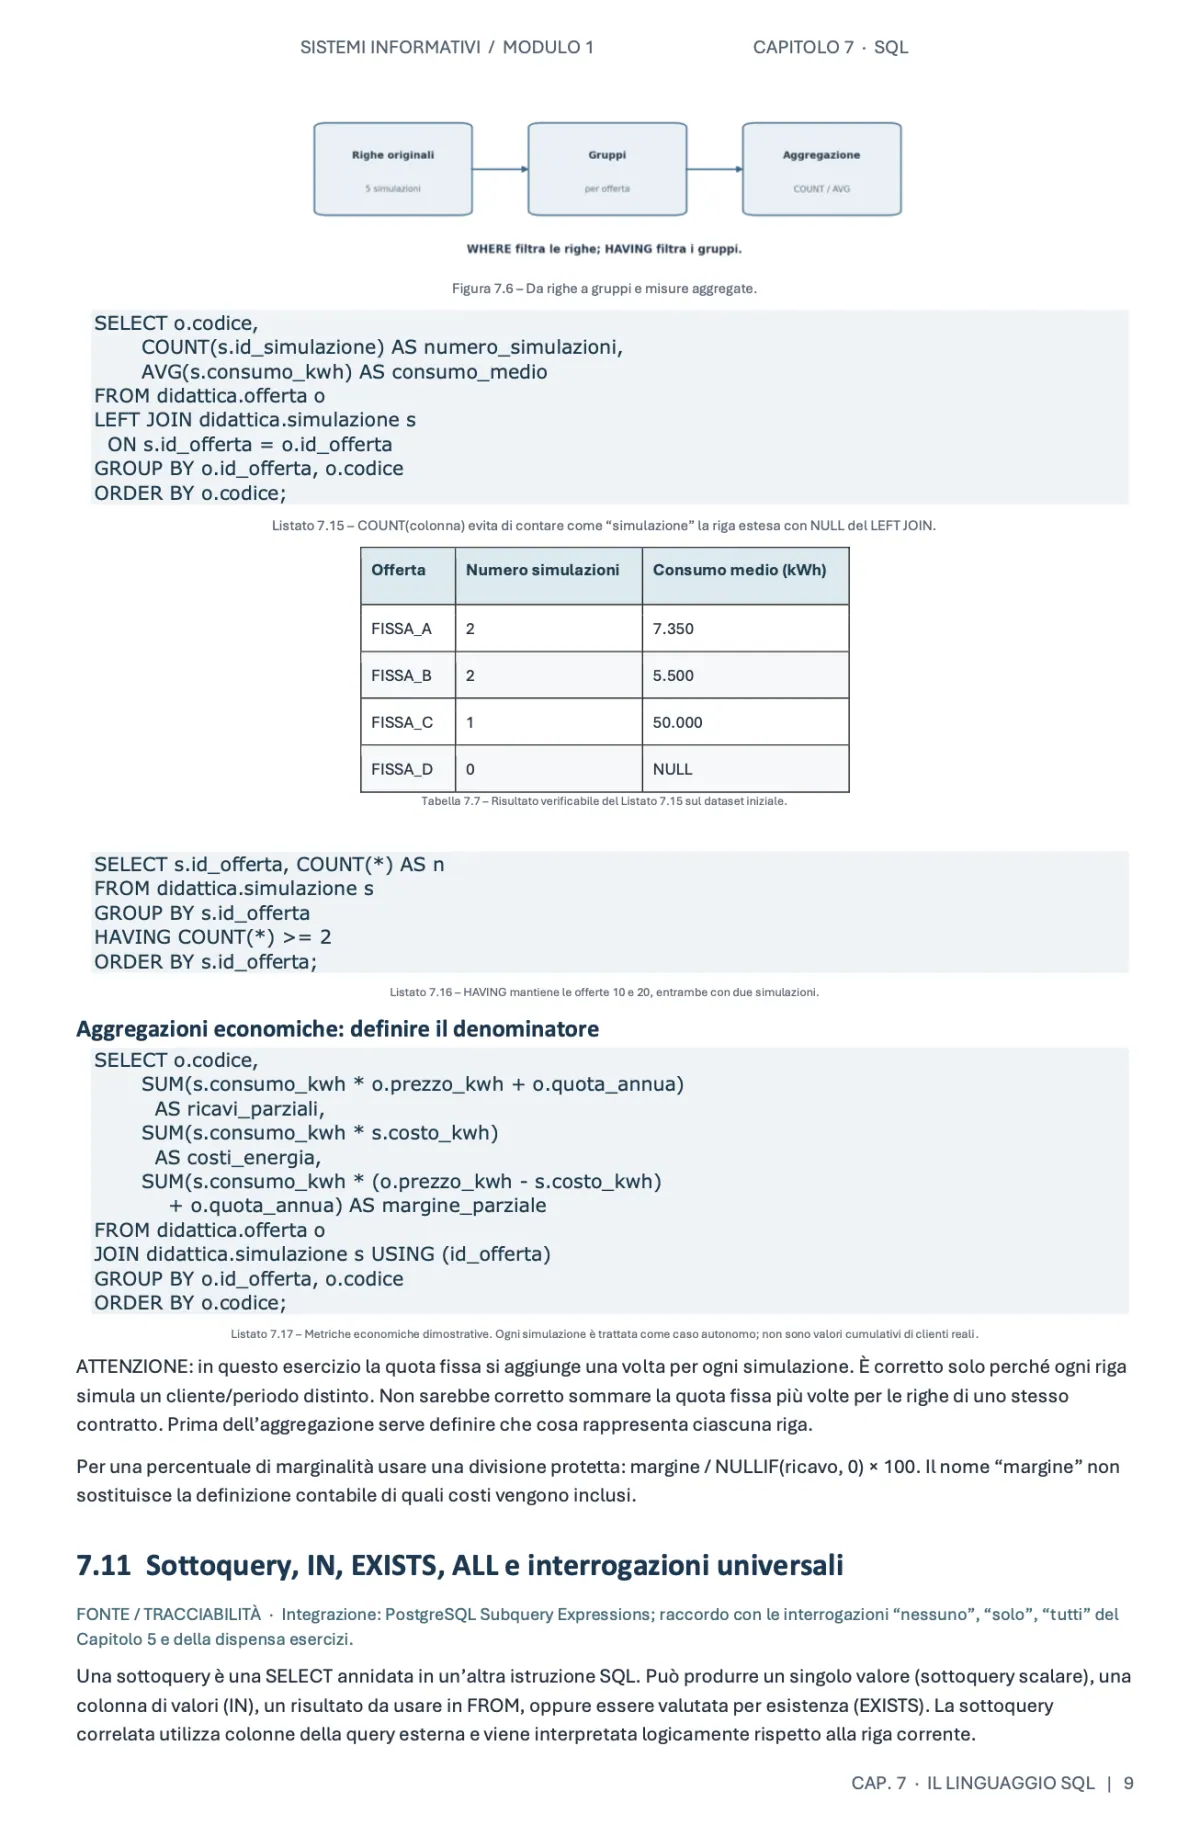 SISTEMI INFORMATIVI / MODULO 1 CAPITOLO 7 · SQL
Righe originali
5 simulazioni
Gruppi
per offerta
Aggregazione
COUNT / AVG
WHERE filtra le righe; HAVING filtra i gruppi.
Figura 7.6 – Da righe a gruppi e misure aggregate.
SELECT o.codice,
COUNT(s.id_simulazione) AS numero_simulazioni,
AVG(s.consumo_kwh) AS consumo_medio
FROM didattica.offerta o
LEFT JOIN didattica.simulazione s
ON s.id_offerta = o.id_offerta
GROUP BY o.id_offerta, o.codice
ORDER BY o.codice;
Listato 7.15 – COUNT(colonna) evita di contare come “simulazione” la riga estesa con NULL del LEFT JOIN.
Offerta Numero simulazioni Consumo medio (kWh)
FISSA_A 2 7.350
FISSA_B 2 5.500
FISSA_C 1 50.000
FISSA_D 0 NULL
Tabella 7.7 – Risultato verificabile del Listato 7.15 sul dataset iniziale.
SELECT s.id_offerta, COUNT(*) AS n
FROM didattica.simulazione s
GROUP BY s.id_offerta
HAVING COUNT(*) >= 2
ORDER BY s.id_offerta;
Listato 7.16 – HAVING mantiene le offerte 10 e 20, entrambe con due simulazioni.
Aggregazioni economiche: definire il denominatore
SELECT o.codice,
SUM(s.consumo_kwh * o.prezzo_kwh + o.quota_annua)
AS ricavi_parziali,
SUM(s.consumo_kwh * s.costo_kwh)
AS costi_energia,
SUM(s.consumo_kwh * (o.prezzo_kwh - s.costo_kwh)
+ o.quota_annua) AS margine_parziale
FROM didattica.offerta o
JOIN didattica.simulazione s USING (id_offerta)
GROUP BY o.id_offerta, o.codice
ORDER BY o.codice;
Listato 7.17 – Metriche economiche dimostrative. Ogni simulazione è trattata come caso autonomo; non sono valori cumulativi di clienti reali.
ATTENZIONE: in questo esercizio la quota fissa si aggiunge una volta per ogni simulazione. È corretto solo perché ogni riga
simula un cliente/periodo distinto. Non sarebbe corretto sommare la quota fissa più volte per le righe di uno stesso
contratto. Prima dell’aggregazione serve definire che cosa rappresenta ciascuna riga.
Per una percentuale di marginalità usare una divisione protetta: margine / NULLIF(ricavo, 0) × 100. Il nome “margine” non
sostituisce la definizione contabile di quali costi vengono inclusi.
7.11 Sottoquery, IN, EXISTS, ALL e interrogazioni universali
FONTE / TRACCIABILITÀ · Integrazione: PostgreSQL Subquery Expressions; raccordo con le interrogazioni “nessuno”, “solo”, “tutti” del
Capitolo 5 e della dispensa esercizi.
Una sottoquery è una SELECT annidata in un’altra istruzione SQL. Può produrre un singolo valore (sottoquery scalare), una
colonna di valori (IN), un risultato da usare in FROM, oppure essere valutata per esistenza (EXISTS). La sottoquery
correlata utilizza colonne della query esterna e viene interpretata logicamente rispetto alla riga corrente.
CAP. 7 · IL LINGUAGGIO SQL | 9